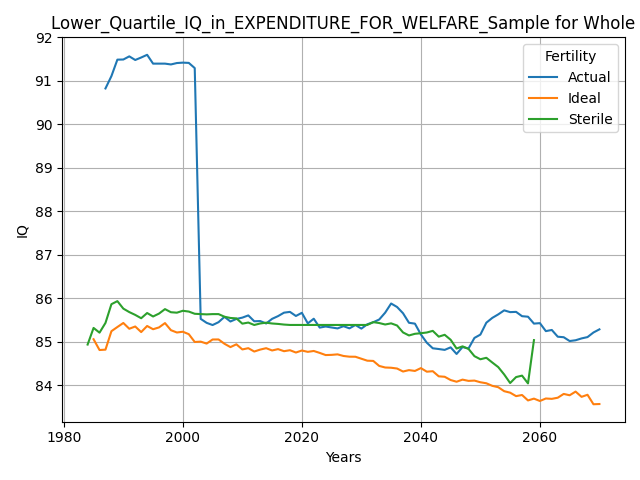 Lower_Quartile_IQ_in_EXPENDITURE_FOR_WELFARE_Sample for Whole
92
91
90
89
88
87
86
85
84
IQ
Fertility
Actual
Ideal
Sterile
1980
2000
2020
2040
2060
Years